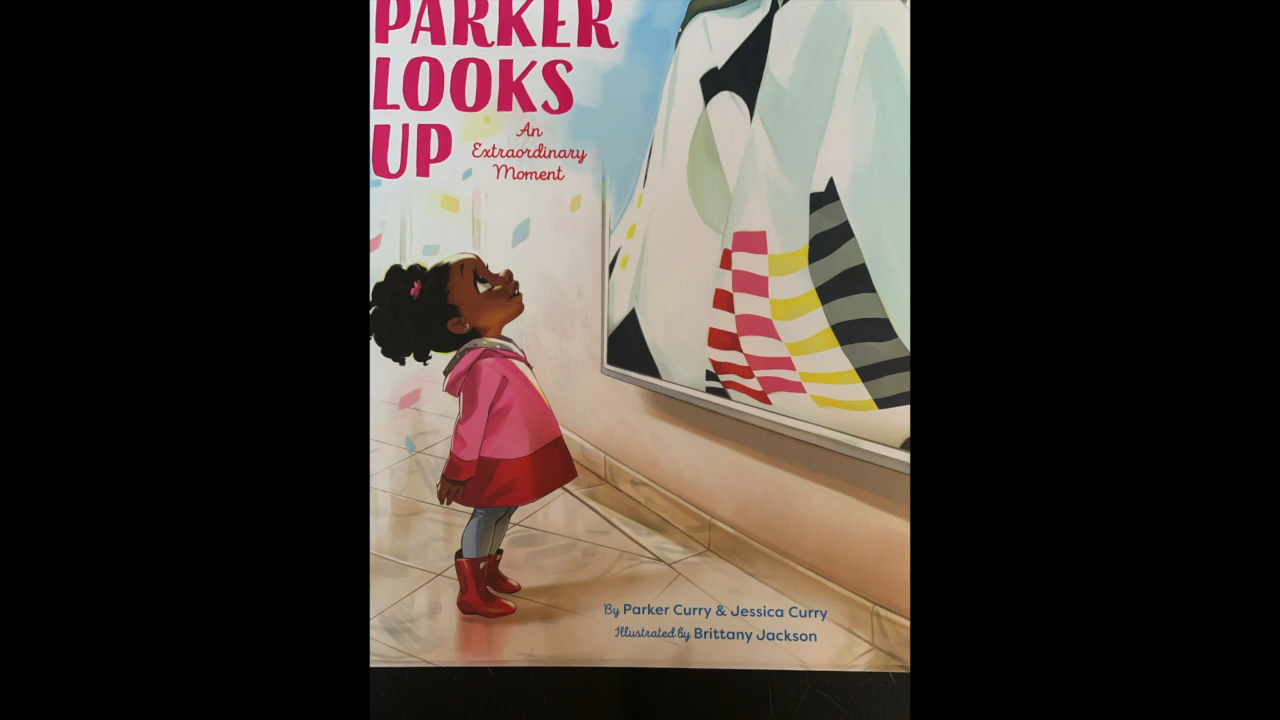 PARKER
LOOKS
UP
An
Extraordinary
Moment
By Parker Curry & Jessica Curry
Illustrated by Brittany Jackson